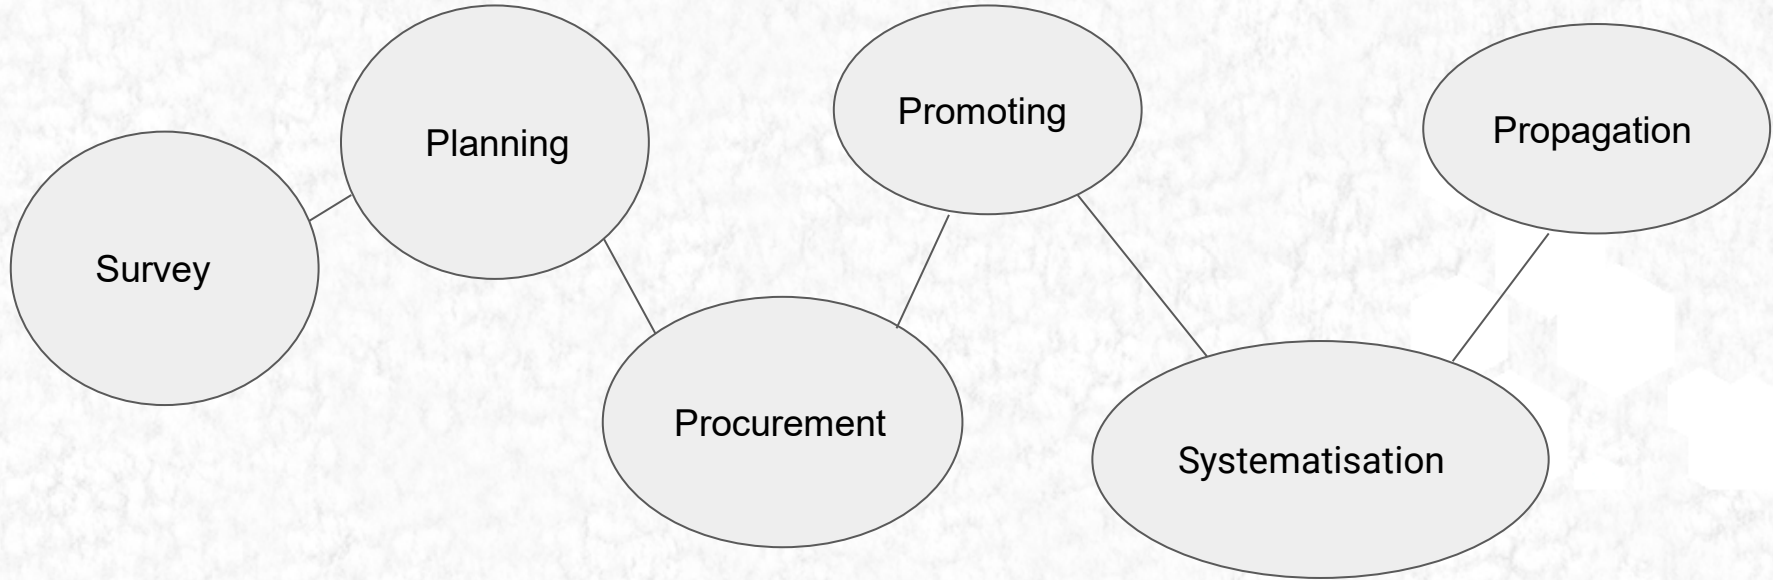 Survey
Planning
Procurement
Promoting
Systematisation
Propagation